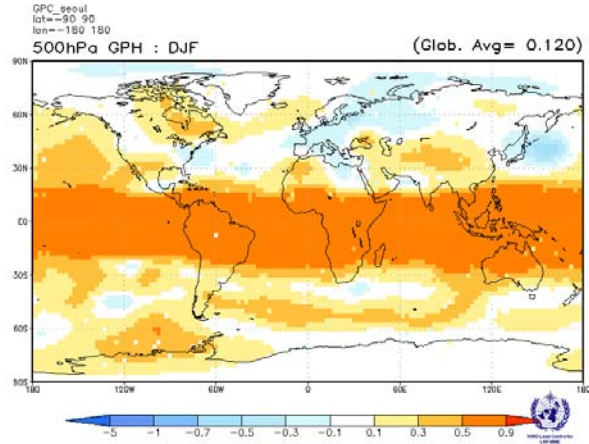 GPC_seoul
lat=-90 90
lon=-180 180
500hPa GPH : DJF (Glob. Avg= 0.120)
90N
60N
30N
EQ
30S
60S
90S
180 120W 60W 0 60E 120E 180
-5 -1 -0.7 -0.5 -0.3 -0.1 0.1 0.3 0.5 0.9